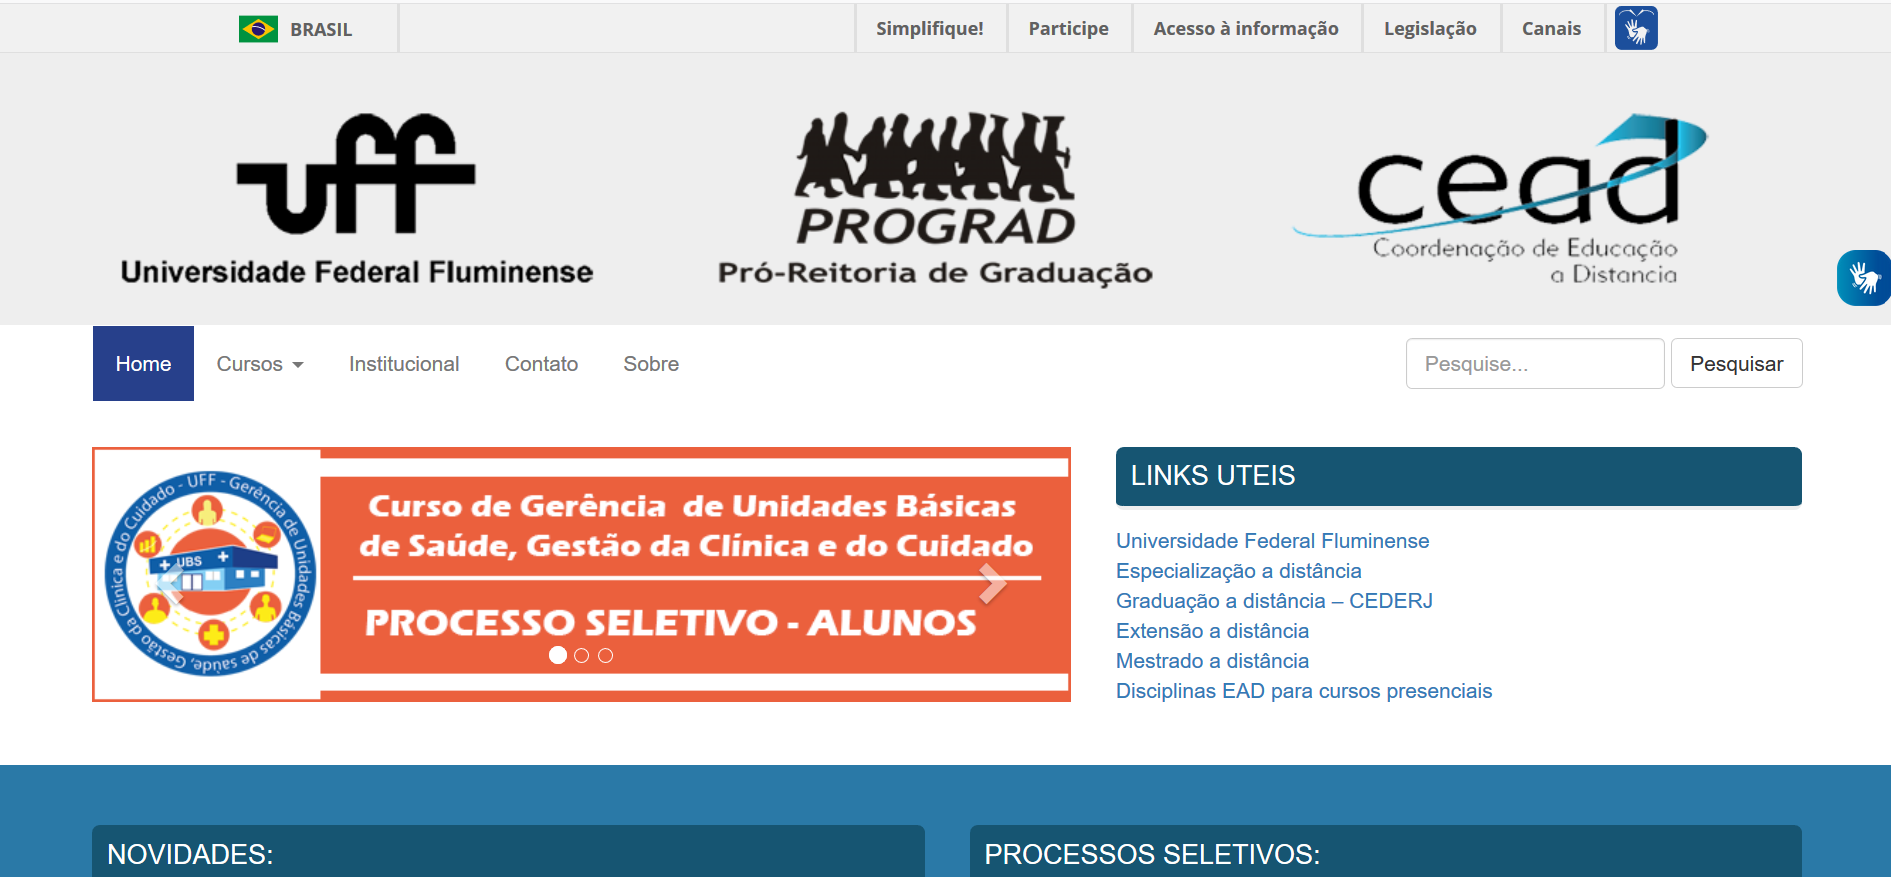 BRASIL
Simplifique!
Participe
Acesso à informação
Legislação
Canais
uff
Universidade Federal Fluminense
PROGRAD
Pró-Reitoria de Graduação
cead
Coordenação de Educação
a Distancia
Home
Cursos
Institucional
Contato
Sobre
Pesquise...
Pesquisar
Gerência de Unidades Básicas de saúde, Gestão da Clínica e do Cuidado - UFF -
UBS
Curso de Gerência de Unidades Básicas
de Saúde, Gestão da Clínica e do Cuidado
PROCESSO SELETIVO - ALUNOS
LINKS UTEIS
Universidade Federal Fluminense
Especialização a distância
Graduação a distância – CEDERJ
Extensão a distância
Mestrado a distância
Disciplinas EAD para cursos presenciais
NOVIDADES:
PROCESSOS SELETIVOS: